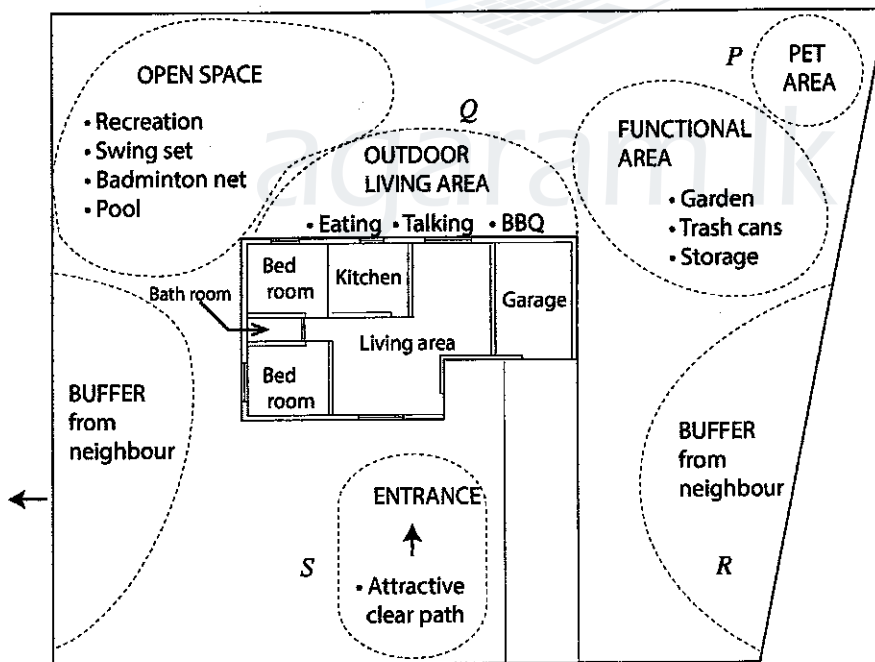 OPEN SPACE
• Recreation
• Swing set
• Badminton net
• Pool
Q
OUTDOOR
LIVING AREA
• Eating • Talking • BBQ
P
PET
AREA
FUNCTIONAL
AREA
• Garden
• Trash cans
• Storage
Bed
room
Kitchen
Garage
Bath room
Living area
Bed
room
BUFFER
from
neighbour
BUFFER
from
neighbour
ENTRANCE
S
• Attractive
clear path
R
agaram.lk